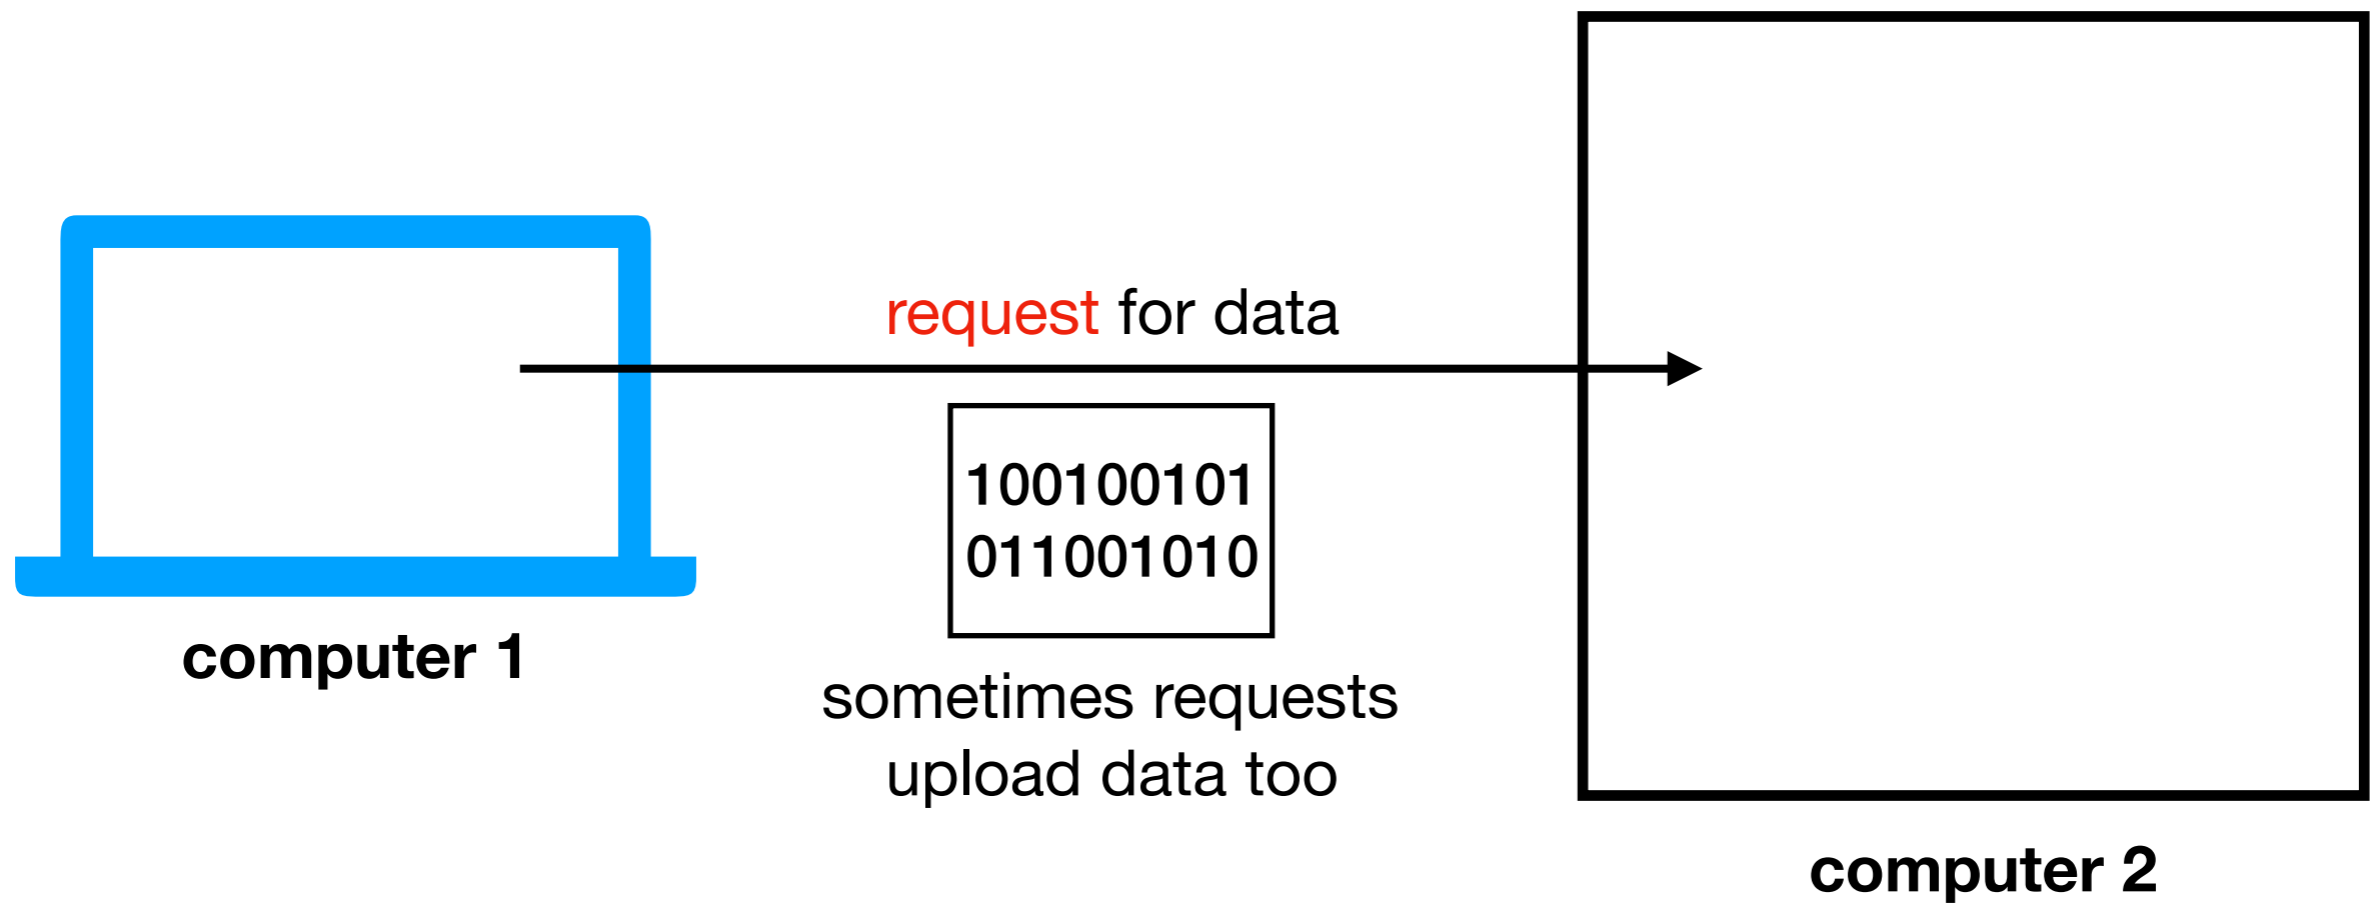 request for data
100100101
011001010
computer 1
sometimes requests
upload data too
computer 2